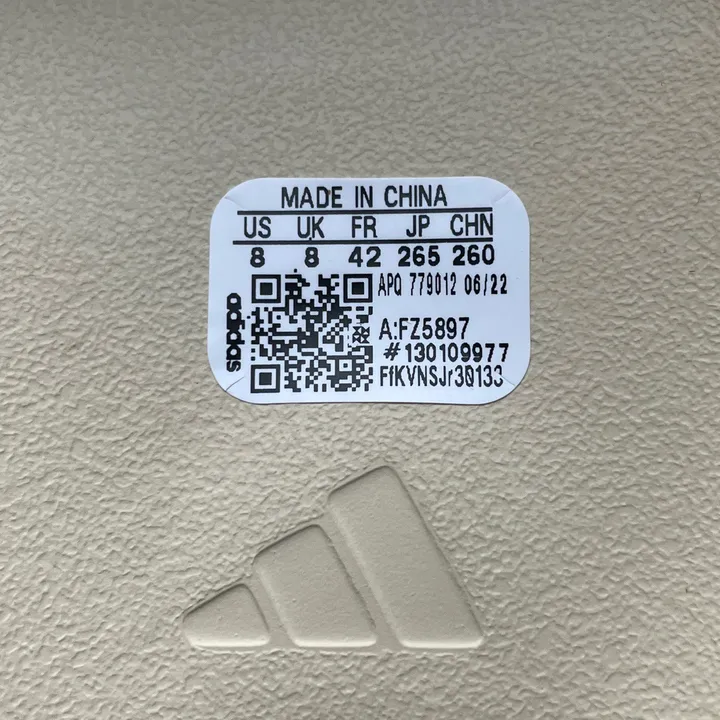 MADE IN CHINA
US UK FR JP CHN
8 8 42 265 260
APQ 779012 06/22
adidas
A:FZ5897
#130109977
FfKVNSJr30133